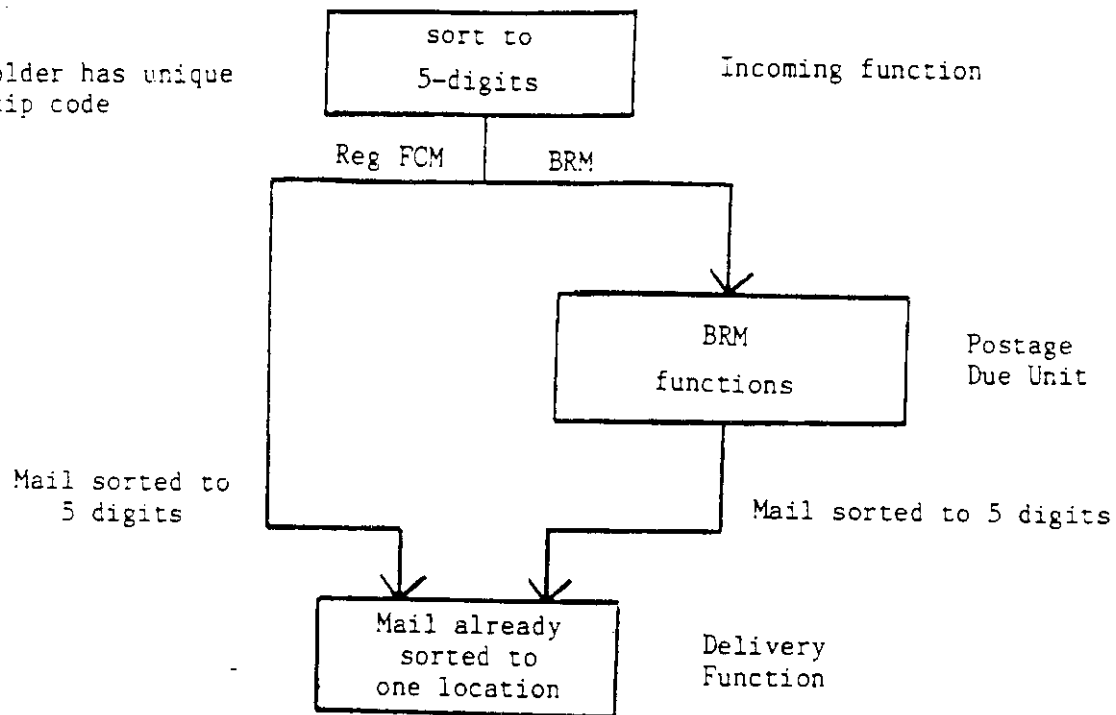 sort to
5-digits
older has unique
zip code
Incoming function
Reg FCM
BRM
BRM
functions
Postage
Due Unit
Mail sorted to
5 digits
Mail sorted to 5 digits
Mail already
sorted to
one location
Delivery
Function